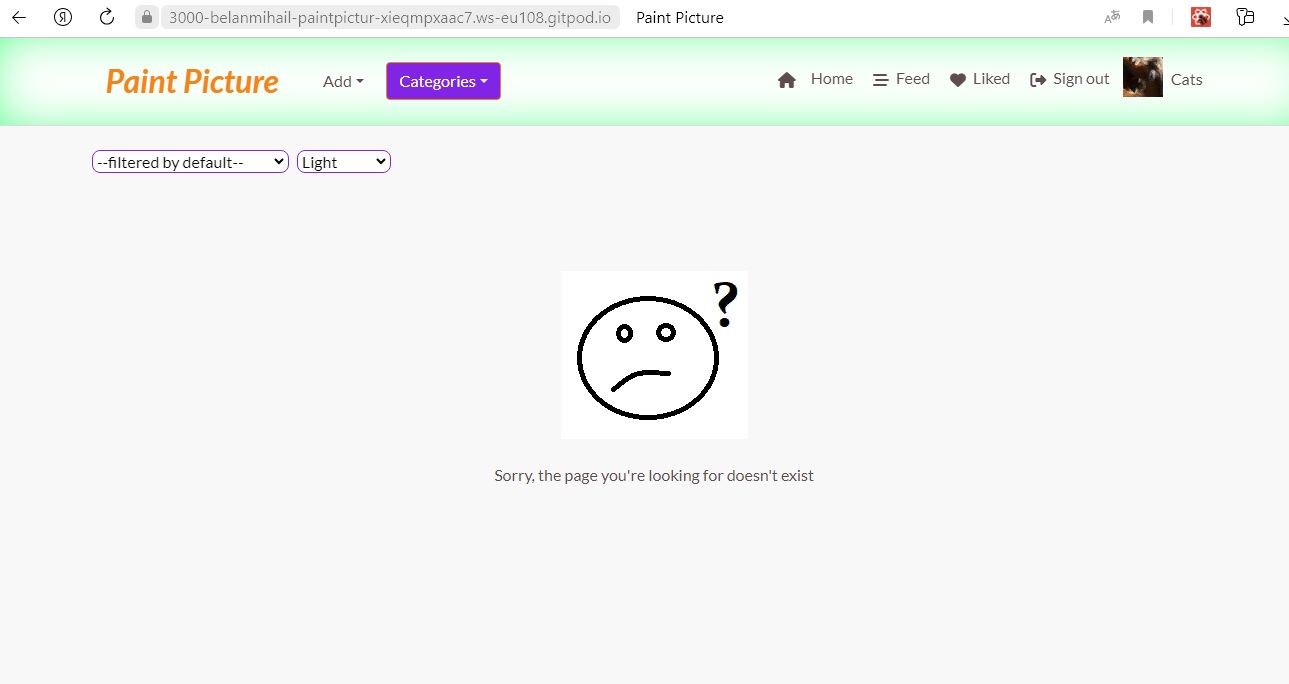 3000-belanmihail-paintpictur-xieqmpxaac7.ws-eu108.gitpod.io Paint Picture
Paint Picture Add Categories Home Feed Liked Sign out Cats
--filtered by default-- Light
?
Sorry, the page you're looking for doesn't exist